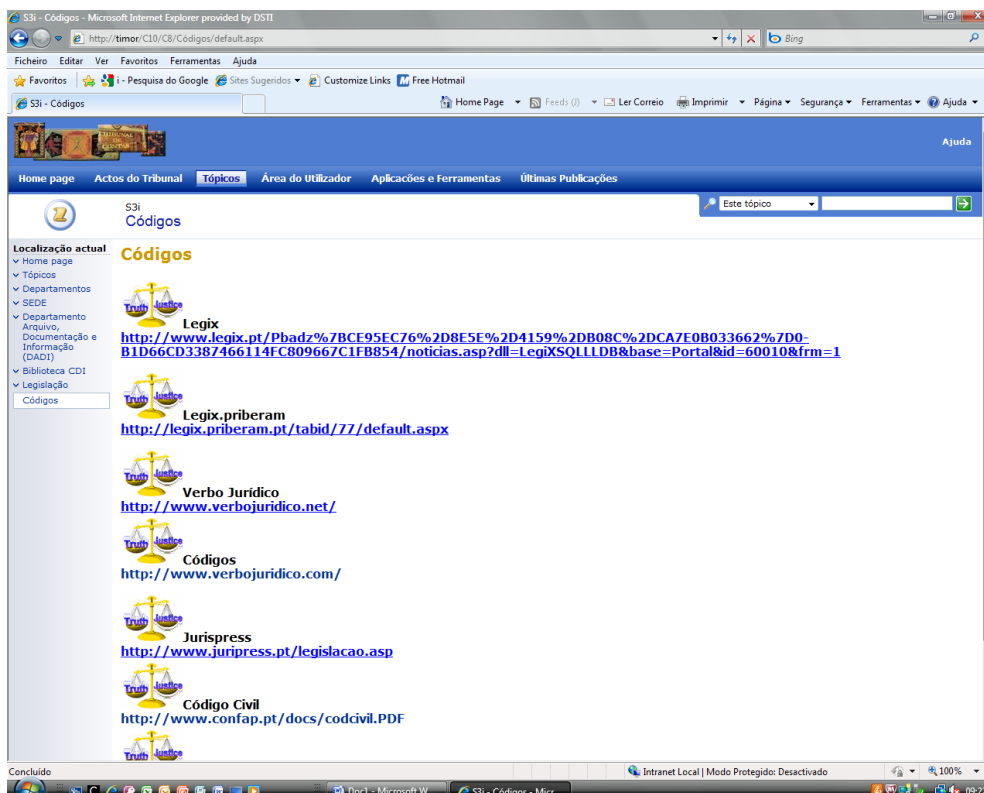 S3i - Códigos - Microsoft Internet Explorer provided by DSTI
http://timor/C10/C8/Códigos/default.aspx
Bing
Ficheiro Editar Ver Favoritos Ferramentas Ajuda
Favoritos i - Pesquisa do Google Sites Sugeridos Customize Links Free Hotmail
S3i - Códigos Home Page Feeds (J) Ler Correio Imprimir Página Segurança Ferramentas Ajuda
TRIBUNAL
DE
CONTAS
Ajuda
Home page Actos do Tribunal Tópicos Área do Utilizador Aplicacões e Ferramentas Últimas Publicações
Este tópico
S3i
Códigos
Localização actual
Home page
Tópicos
Departamentos
SEDE
Departamento
Arquivo,
Documentação e
Informação
(DADI)
Biblioteca CDI
Legislação
Códigos
Códigos
Truth Justice
Legix
http://www.legix.pt/Pbadz%7BCE95EC76%2D8E5E%2D4159%2DB08C%2DCA7E0B033662%7D0-
B1D66CD3387466114FC809667C1FB854/noticias.asp?dll=LegiXSQLLLDB&base=Portal&id=60010&frm=1
Truth Justice
Legix.priberam
http://legix.priberam.pt/tabid/77/default.aspx
Truth Justice
Verbo Jurídico
http://www.verbojuridico.net/
Truth Justice
Códigos
http://www.verbojuridico.com/
Truth Justice
Jurispress
http://www.juripress.pt/legislacao.asp
Truth Justice
Código Civil
http://www.confap.pt/docs/codcivil.PDF
Truth Justice
Concluído Intranet Local | Modo Protegido: Desactivado 100%
Doc1 - Microsoft W... S3i - Códigos - Micr...